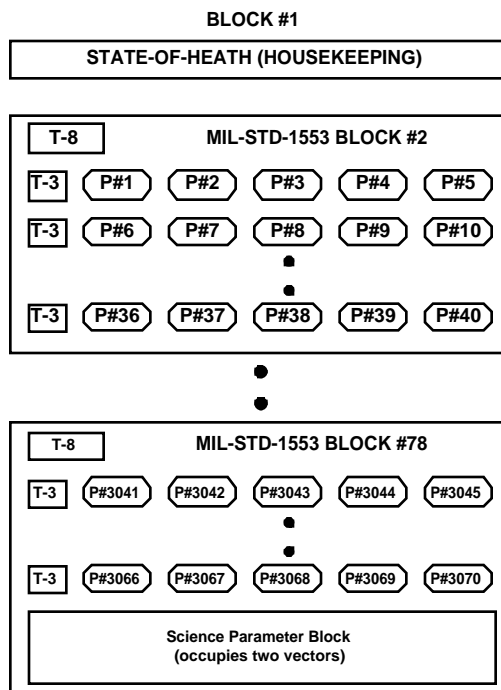 BLOCK #1
STATE-OF-HEATH (HOUSEKEEPING)
T-8 MIL-STD-1553 BLOCK #2
T-3 P#1 P#2 P#3 P#4 P#5
T-3 P#6 P#7 P#8 P#9 P#10
T-3 P#36 P#37 P#38 P#39 P#40
T-8 MIL-STD-1553 BLOCK #78
T-3 P#3041 P#3042 P#3043 P#3044 P#3045
T-3 P#3066 P#3067 P#3068 P#3069 P#3070
Science Parameter Block
(occupies two vectors)